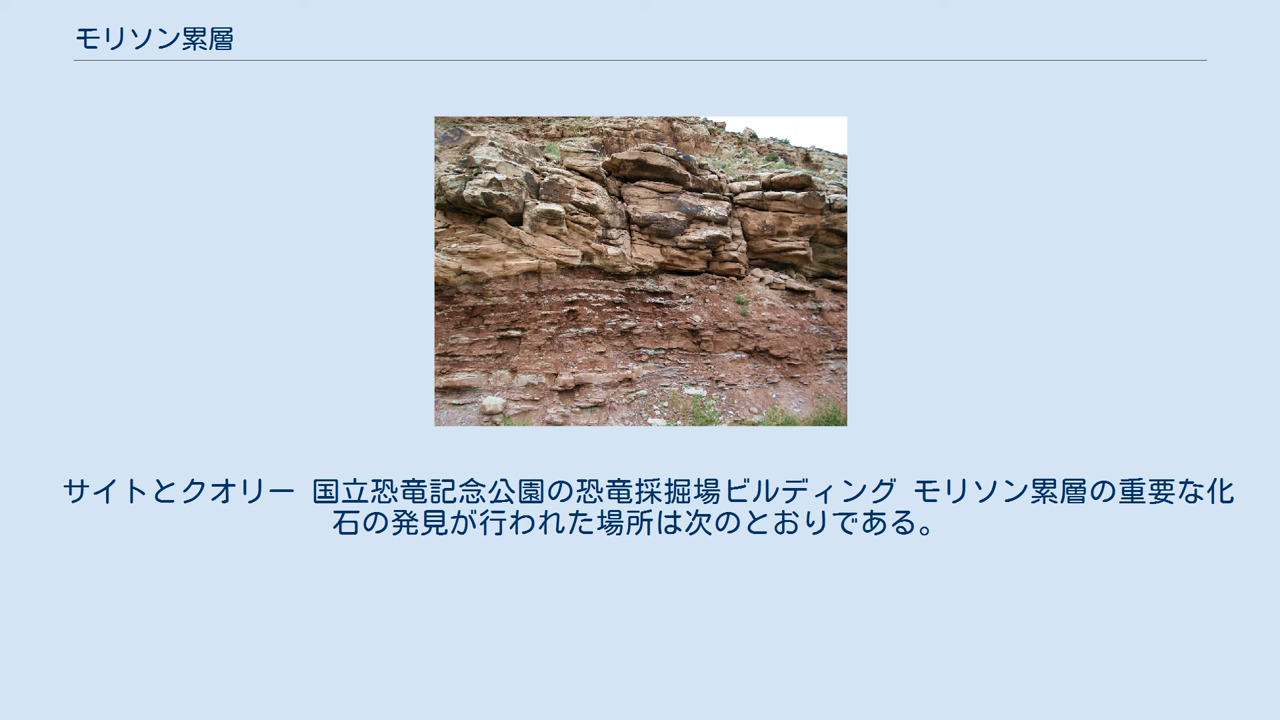 モリソン累層
サイトとクオリー 国立恐竜記念公園の恐竜採掘場ビルディング モリソン累層の重要な化
石の発見が行われた場所は次のとおりである。